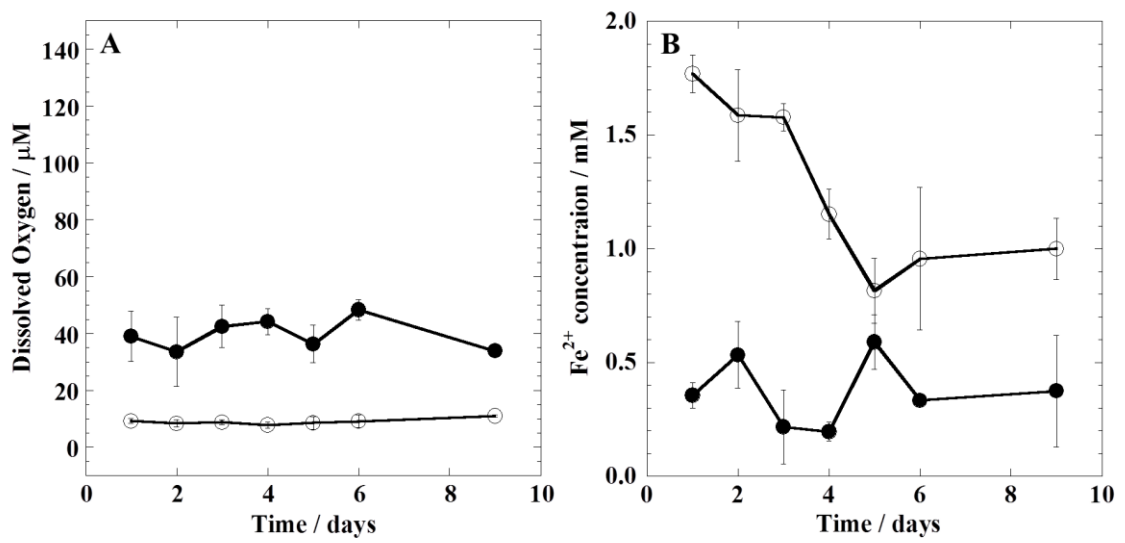 A
140
120
100
80
60
40
20
0
Dissolved Oxygen / μM
0 2 4 6 8 10
Time / days
B
2.0
1.5
1.0
0.5
0.0
Fe²⁺ concentraion / mM
0 2 4 6 8 10
Time / days